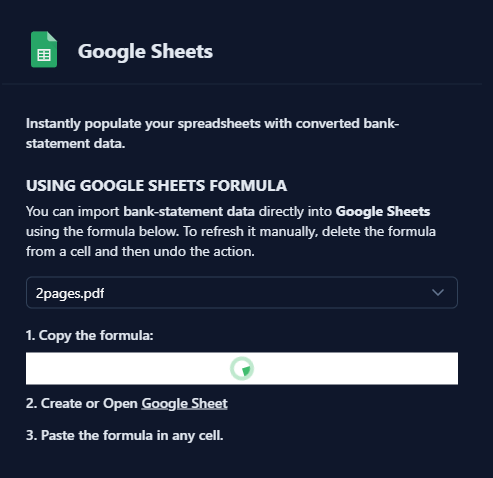 Google Sheets
Instantly populate your spreadsheets with converted bank-
statement data.
USING GOOGLE SHEETS FORMULA
You can import bank-statement data directly into Google Sheets
using the formula below. To refresh it manually, delete the formula
from a cell and then undo the action.
2pages.pdf
1. Copy the formula:
2. Create or Open Google Sheet
3. Paste the formula in any cell.